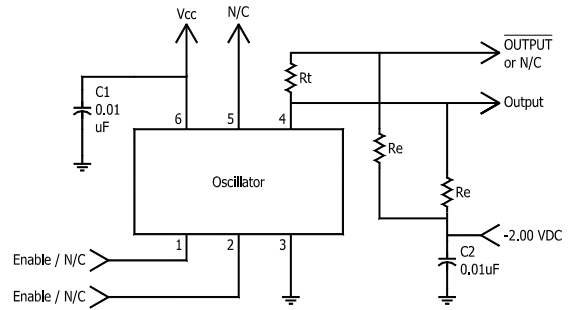 Vcc
N/C
OUTPUT
or N/C
Rt
C1
0.01
uF
Output
6
5
4
Re
Oscillator
Re
1
2
3
-2.00 VDC
Enable / N/C
C2
0.01uF
Enable / N/C